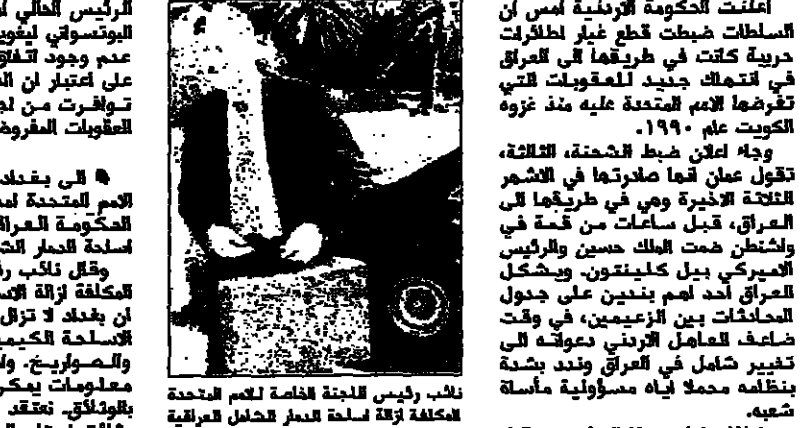 اعلنت الحكومة الاردنية امس ان
السلطات ضبطت قطع غيار لطائرات
حربية كانت في طريقها الى العراق
في انتهاك جديد للعقوبات التي
تفرضها الامم المتحدة عليه منذ غزوه
الكويت عام ١٩٩٠.
وجاء اعلان ضبط الشحنة، الثالثة،
تقول عمان انها صادرتها في الاشهر
الثلاثة الاخيرة وهي في طريقها الى
العراق، قبل ساعات من قمة في
واشنطن ضمت الملك حسين والرئيس
الاميركي بيل كلينتون. ويشكل
العراق أحد اهم بندين على جدول
المحادثات بين الزعيمين، في وقت
ضاعف العاهل الاردني دعواته الى
تغيير شامل في العراق وندد بشدة
بنظامه محملا اياه مسؤولية مأساة
شعبه.
نائب رئيس اللجنة الخاصة للامم المتحدة
المكلفة ازالة اسلحة الدمار الشامل العراقية
الرئيس الحالي
عدم وجود اتفاق
على اعتبار ان
توافرت من
العقوبات
الى بغداد
الامم المتحدة
الحكومة
اسلحة الدمار
وقال نائب
المكلفة ازالة
ان بغداد لا تزال
الاسلحة
والصواريخ.
معلومات يمكن
بالوثائق. نعتقد